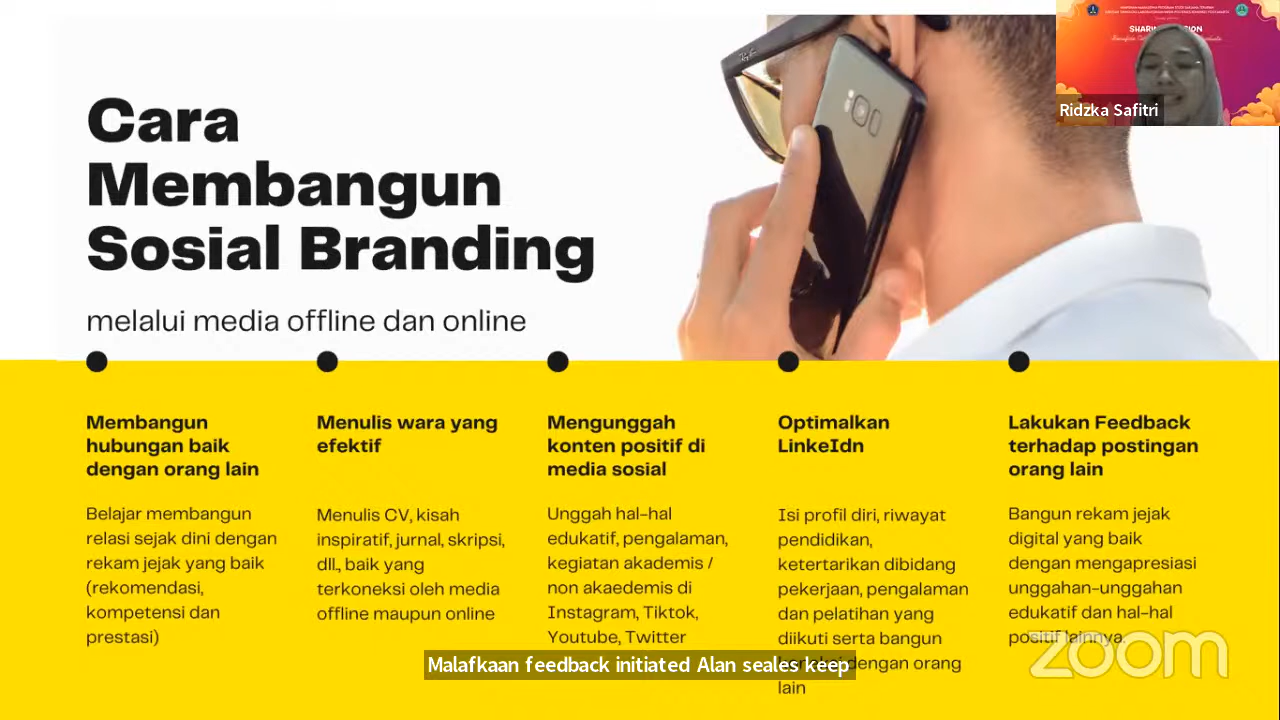 SHARING SESSION
Ridzka Safitri
Cara
Membangun
Sosial Branding
melalui media offline dan online
Membangun
hubungan baik
dengan orang lain
Belajar membangun
relasi sejak dini dengan
rekam jejak yang baik
(rekomendasi,
kompetensi dan
prestasi)
Menulis wara yang
efektif
Menulis CV, kisah
inspiratif, jurnal, skripsi,
dll., baik yang
terkoneksi oleh media
offline maupun online
Mengunggah
konten positif di
media sosial
Unggah hal-hal
edukatif, pengalaman,
kegiatan akademis /
non akaedemis di
Instagram, Tiktok,
Youtube, Twitter
Optimalkan
LinkeIdn
Isi profil diri, riwayat
pendidikan,
ketertarikan dibidang
pekerjaan, pengalaman
dan pelatihan yang
diikuti serta bangun
dengan orang
lain
Lakukan Feedback
terhadap postingan
orang lain
Bangun rekam jejak
digital yang baik
dengan mengapresiasi
unggahan-unggahan
edukatif dan hal-hal
positif lainnya.
Malafkaan feedback initiated Alan seales keep
zoom